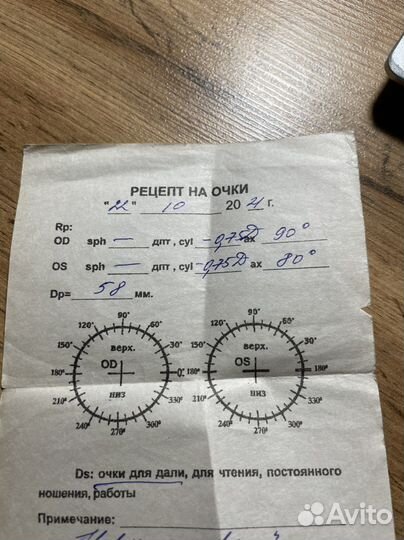 РЕЦЕПТ НА ОЧКИ
"22" 10 2021 г.
Rp:
OD sph — дпт, cyl -0,75D ax 90°
OS sph — дпт, cyl -0,75D ax 80°
Dp= 58 мм.
90° 90°
120° 60° 120° 60°
150° верх. 30° 150° верх. 30°
180° OD 0° 180° OS 180°
210° низ 330° 210° низ 330°
240° 300° 240° 300°
270° 270°
Ds: очки для дали, для чтения, постоянного
ношения, работы
Примечание:
Avito